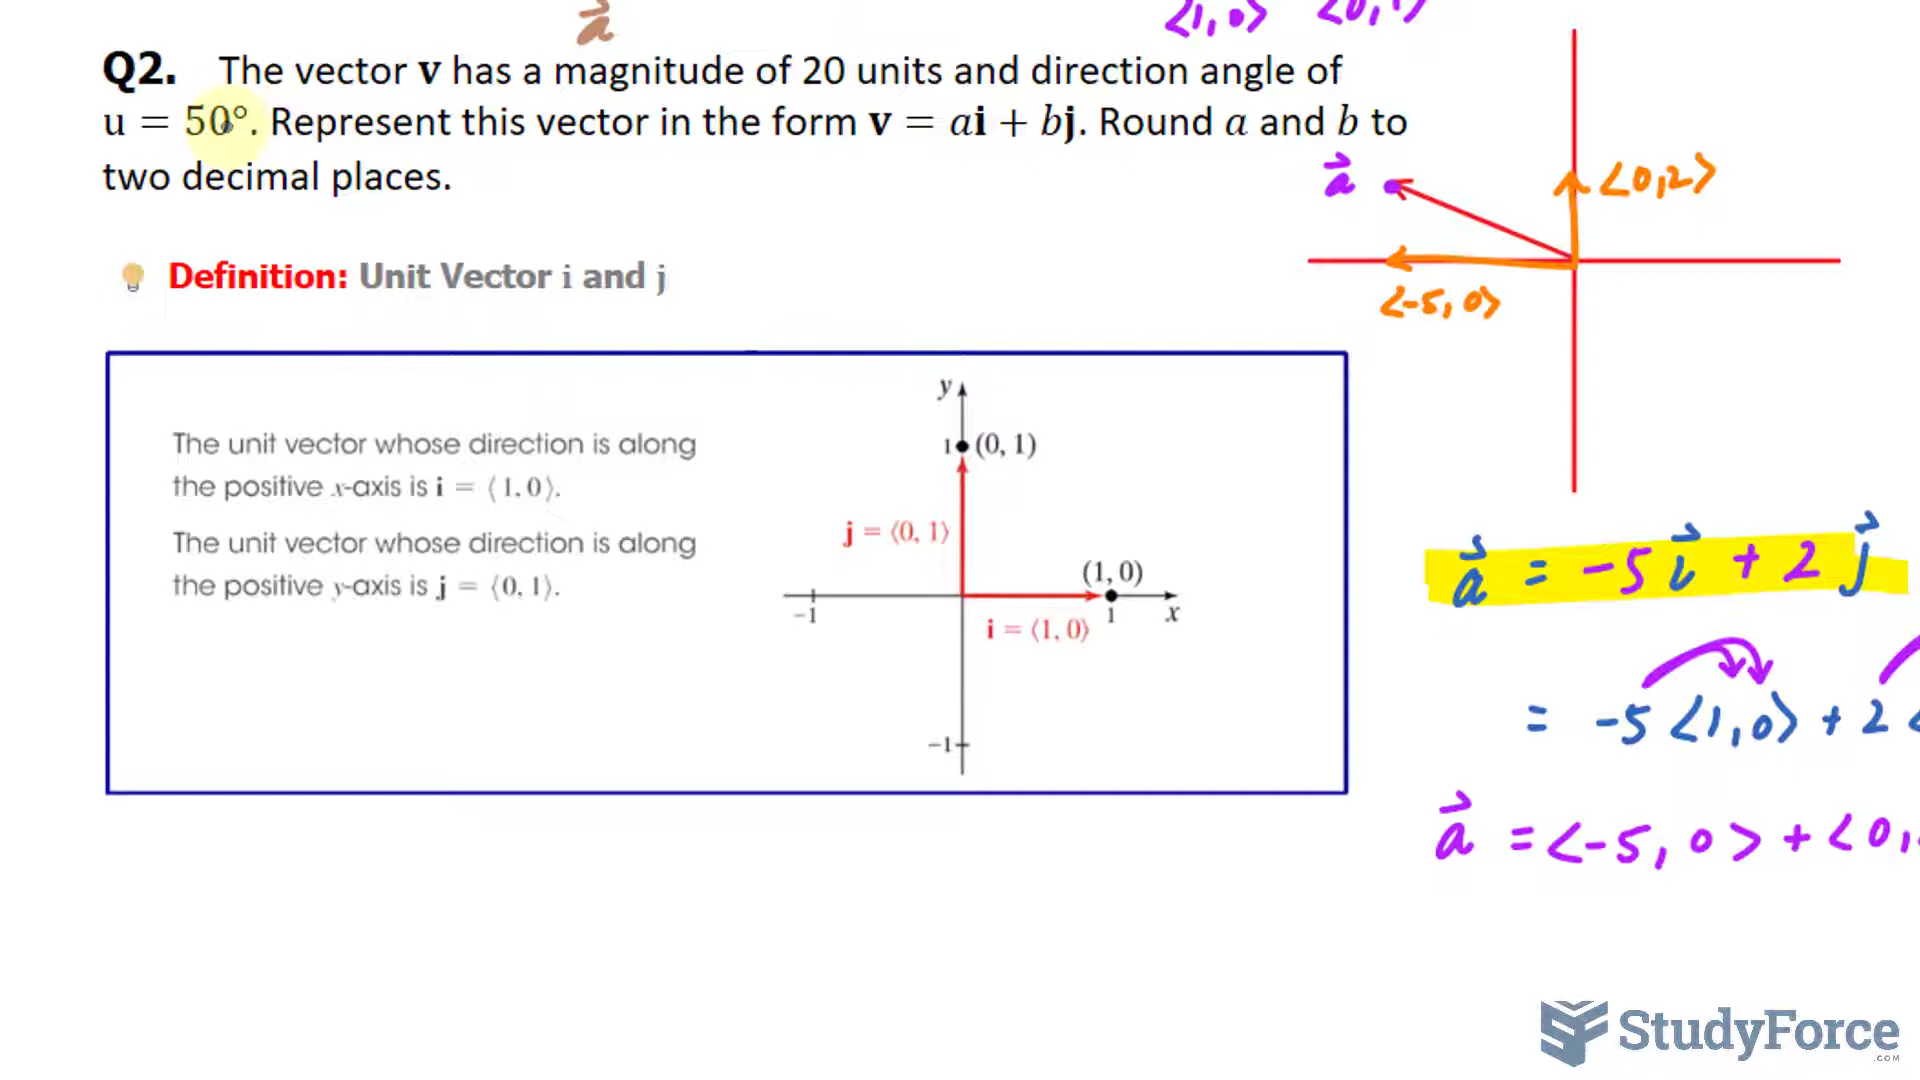 a
<1, 0> <0, 1>
Q2. The vector v has a magnitude of 20 units and direction angle of
u = 50°. Represent this vector in the form v = ai + bj. Round a and b to
two decimal places.
a
<0,2>
<-5, 0>
Definition: Unit Vector i and j
The unit vector whose direction is along
the positive x-axis is i = ⟨1, 0⟩.
The unit vector whose direction is along
the positive y-axis is j = ⟨0, 1⟩.
y
1 (0, 1)
j = ⟨0, 1⟩
(1, 0)
-1
1
x
i = ⟨1, 0⟩
-1
a = -5 i + 2 j
= -5 <1, 0> + 2 <
a = <-5, 0> + <0,
StudyForce
.COM